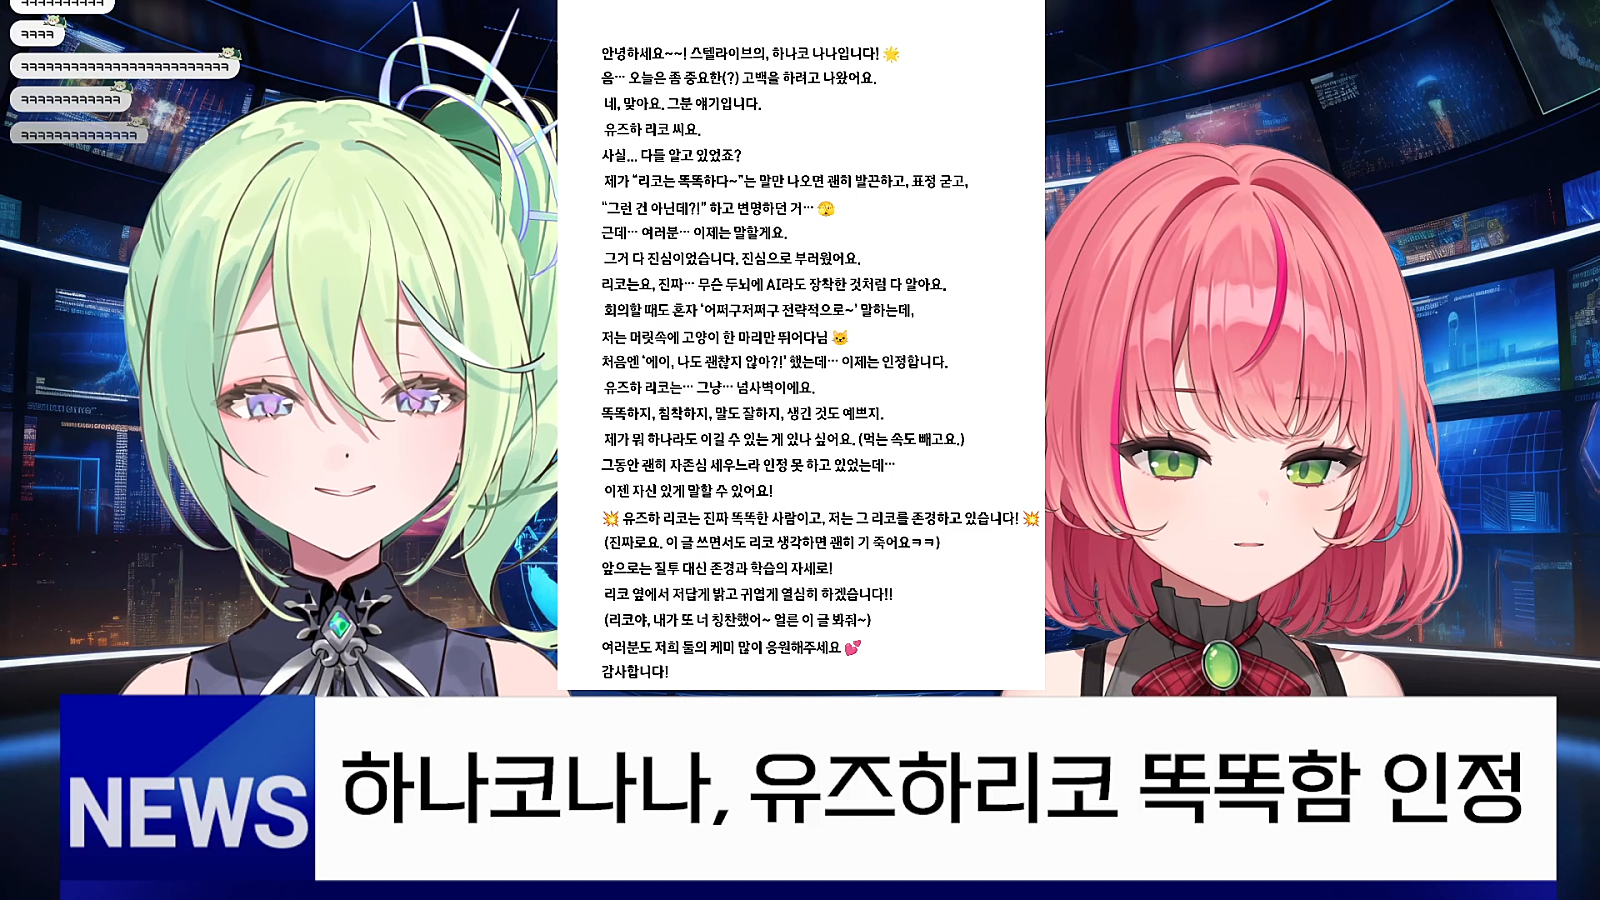 ㅋㅋㅋㅋㅋㅋㅋㅋㅋㅋ
ㅋㅋㅋㅋ
ㅋㅋㅋㅋㅋㅋㅋㅋㅋㅋㅋㅋㅋㅋㅋㅋㅋㅋㅋㅋㅋㅋㅋㅋㅋ
ㅋㅋㅋㅋㅋㅋㅋㅋㅋㅋㅋㅋ
ㅋㅋㅋㅋㅋㅋㅋㅋㅋㅋㅋㅋㅋㅋ
안녕하세요~~! 스텔라이브의, 하나코 나나입니다! 🌟
음… 오늘은 좀 중요한(?) 고백을 하려고 나왔어요.
네, 맞아요. 그분 얘기입니다.
유즈하 리코 씨요.
사실... 다들 알고 있었죠?
제가 “리코는 똑똑하다~”는 말만 나오면 괜히 발끈하고, 표정 굳고,
“그런 건 아닌데?!” 하고 변명하던 거… 🫣
근데… 여러분… 이제는 말할게요.
그거 다 진심이었습니다. 진심으로 부러웠어요.
리코는요, 진짜… 무슨 두뇌에 AI라도 장착한 것처럼 다 알아요.
회의할 때도 혼자 ‘어쩌구저쩌구 전략적으로~’ 말하는데,
저는 머릿속에 고양이 한 마리만 뛰어다님 🐱
처음엔 ‘에이, 나도 괜찮지 않아?!’ 했는데… 이제는 인정합니다.
유즈하 리코는… 그냥… 넘사벽이에요.
똑똑하지, 침착하지, 말도 잘하지, 생긴 것도 예쁘지.
제가 뭐 하나라도 이길 수 있는 게 있나 싶어요. (먹는 속도 빼고요.)
그동안 괜히 자존심 세우느라 인정 못 하고 있었는데…
이젠 자신 있게 말할 수 있어요!
💥 유즈하 리코는 진짜 똑똑한 사람이고, 저는 그 리코를 존경하고 있습니다! 💥
(진짜로요. 이 글 쓰면서도 리코 생각하면 괜히 기 죽어요ㅋㅋ)
앞으로는 질투 대신 존경과 학습의 자세로!
리코 옆에서 저답게 밝고 귀엽게 열심히 하겠습니다!!
(리코야, 내가 또 너 칭찬했어~ 얼른 이 글 봐줘~)
여러분도 저희 둘의 케미 많이 응원해주세요 💕
감사합니다!
NEWS
하나코나나, 유즈하리코 똑똑함 인정